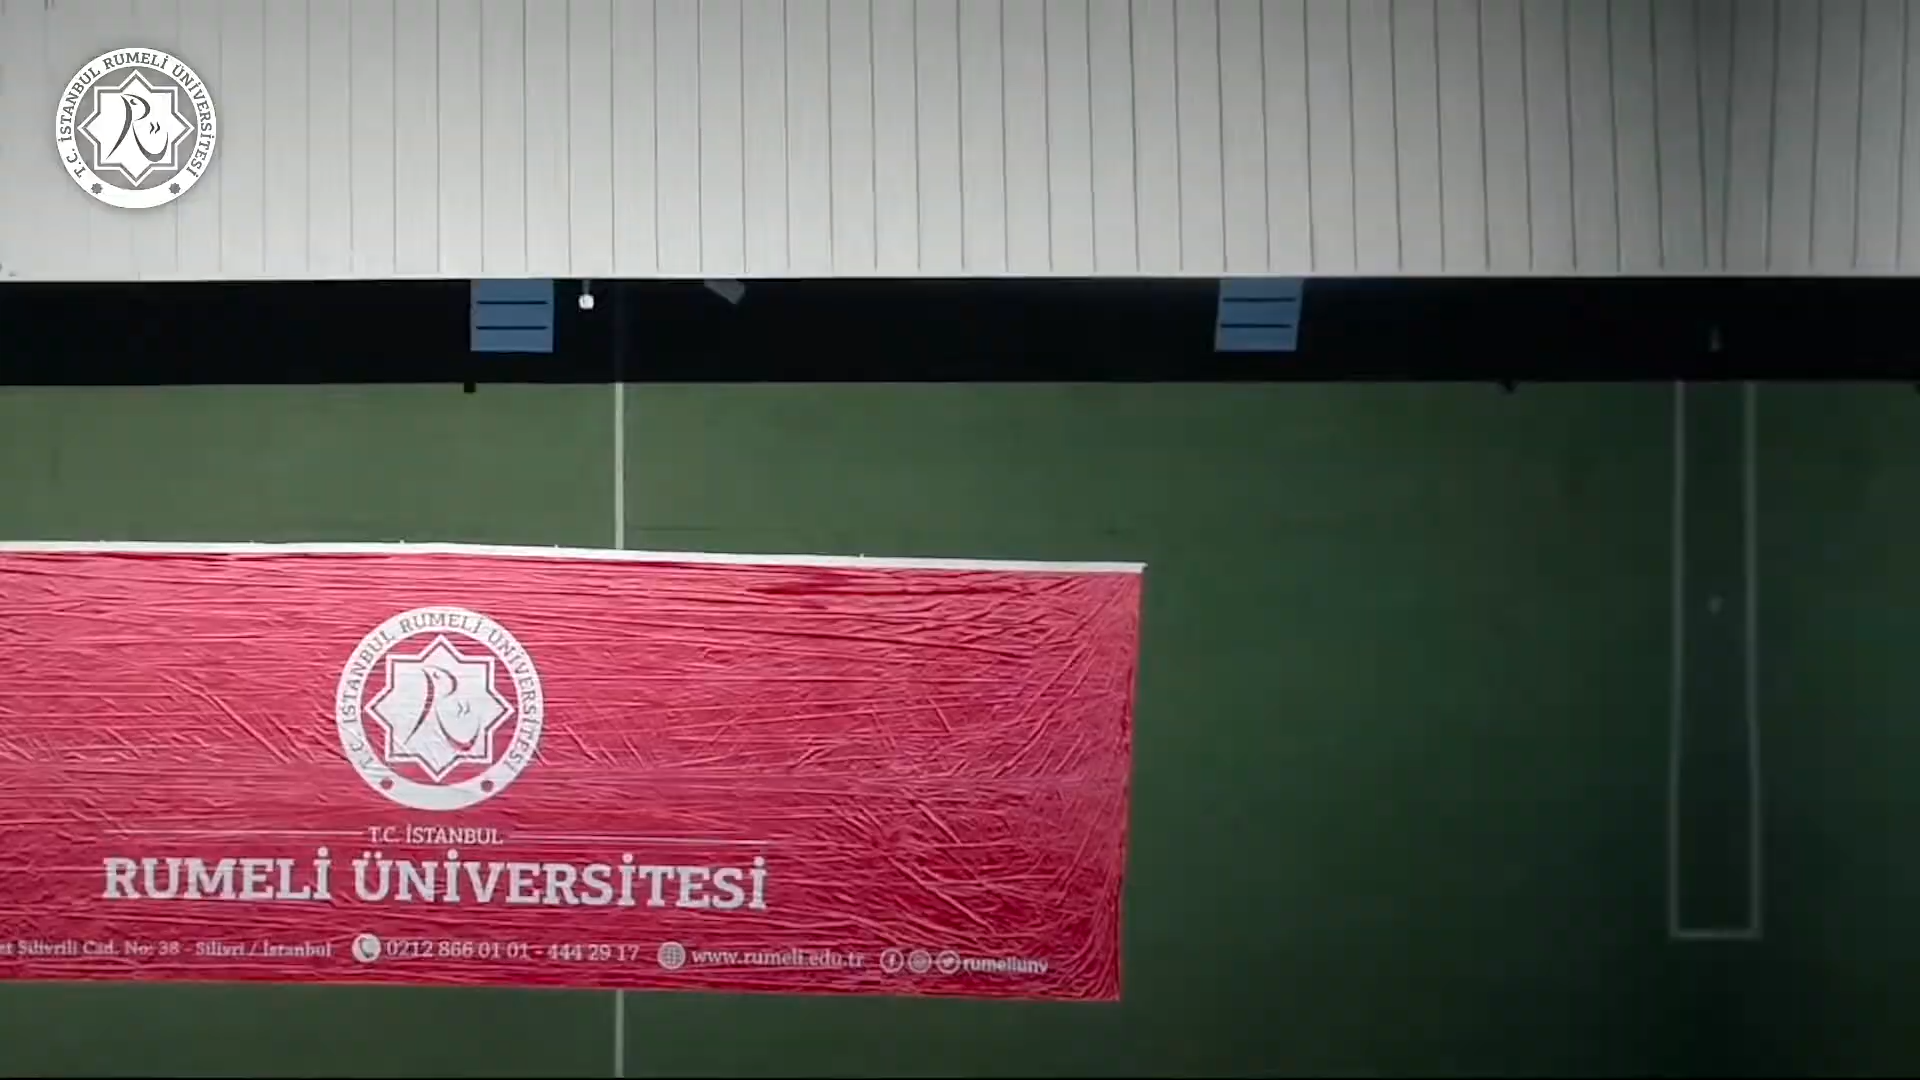 T.C. İSTANBUL RUMELİ ÜNİVERSİTESİ
T.C. İSTANBUL RUMELİ ÜNİVERSİTESİ
T.C. İSTANBUL
RUMELİ ÜNİVERSİTESİ
Silivrili Cad. No: 38 - Silivri / İstanbul 0212 866 01 01 - 444 29 17 www.rumeli.edu.tr rumeliunv